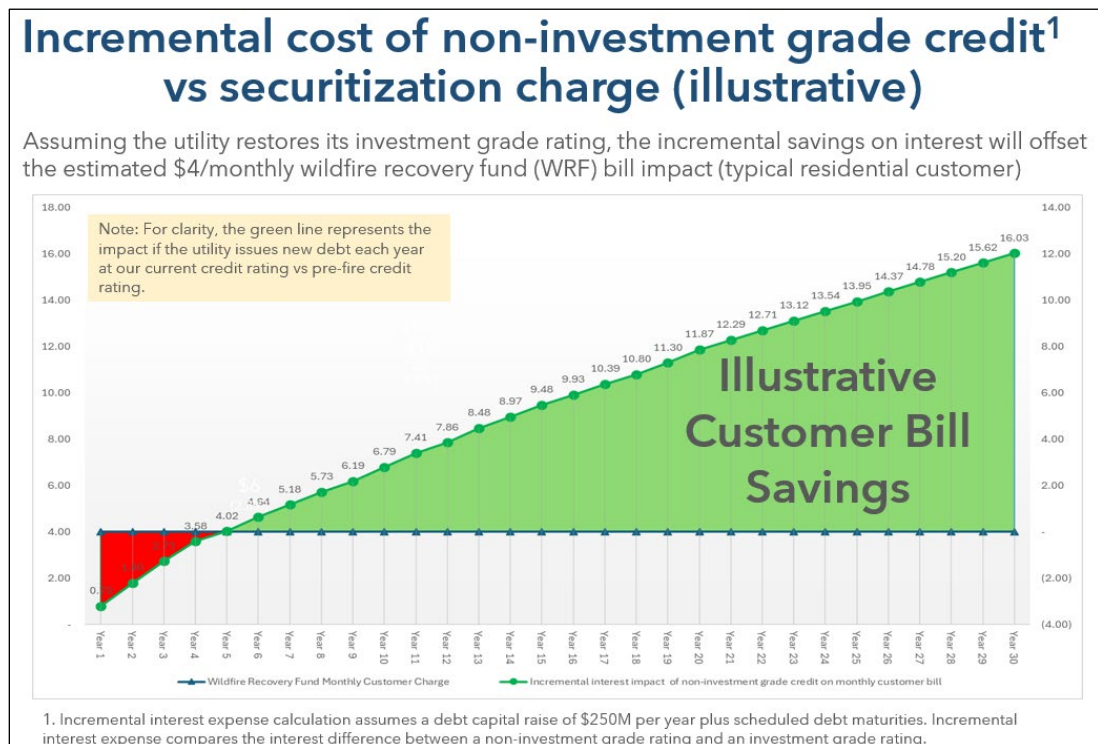 Incremental cost of non-investment grade credit1
vs securitization charge (illustrative)
Assuming the utility restores its investment grade rating, the incremental savings on interest will offset
the estimated $4/monthly wildfire recovery fund (WRF) bill impact (typical residential customer)
Note: For clarity, the green line represents the
impact if the utility issues new debt each year
at our current credit rating vs pre-fire credit
rating.
18.00
16.00
14.00
12.00
10.00
8.00
6.00
4.00
2.00
-
3.58
4.02
4.64
5.18
5.73
6.19
6.79
7.41
7.86
8.48
8.97
9.48
9.93
10.39
10.80
11.30
11.87
12.29
12.71
13.12
13.54
13.95
14.37
14.78
15.20
15.62
16.03
Illustrative
Customer Bill
Savings
14.00
12.00
10.00
8.00
6.00
4.00
2.00
-
(2.00)
(4.00)
Year 1
Year 2
Year 3
Year 4
Year 5
Year 6
Year 7
Year 8
Year 9
Year 10
Year 11
Year 12
Year 13
Year 14
Year 15
Year 16
Year 17
Year 18
Year 19
Year 20
Year 21
Year 22
Year 23
Year 24
Year 25
Year 26
Year 27
Year 28
Year 29
Year 30
Wildfire Recovery Fund Monthly Customer Charge
Incremental interest impact of non-investment grade credit on monthly customer bill
1. Incremental interest expense calculation assumes a debt capital raise of $250M per year plus scheduled debt maturities. Incremental
interest expense compares the interest difference between a non-investment grade rating and an investment grade rating.